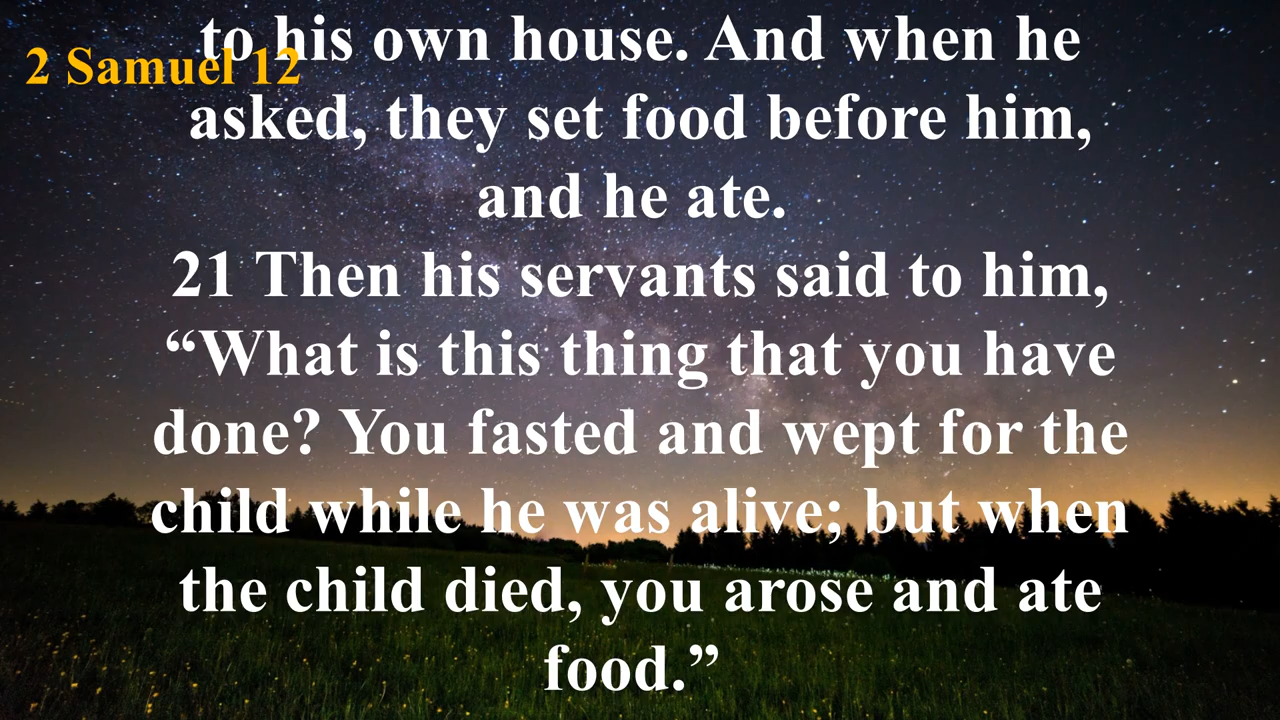 to his own house. And when he
2 Samuel 12
asked, they set food before him,
and he ate.
21 Then his servants said to him,
“What is this thing that you have
done? You fasted and wept for the
child while he was alive; but when
the child died, you arose and ate
food.”